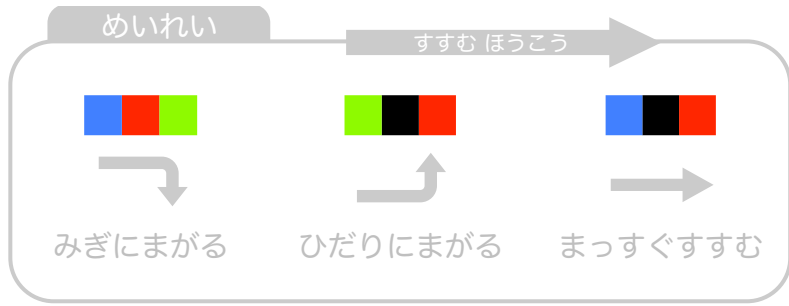 めいれい
すすむ ほうこう
みぎにまがる
ひだりにまがる
まっすぐすすむ